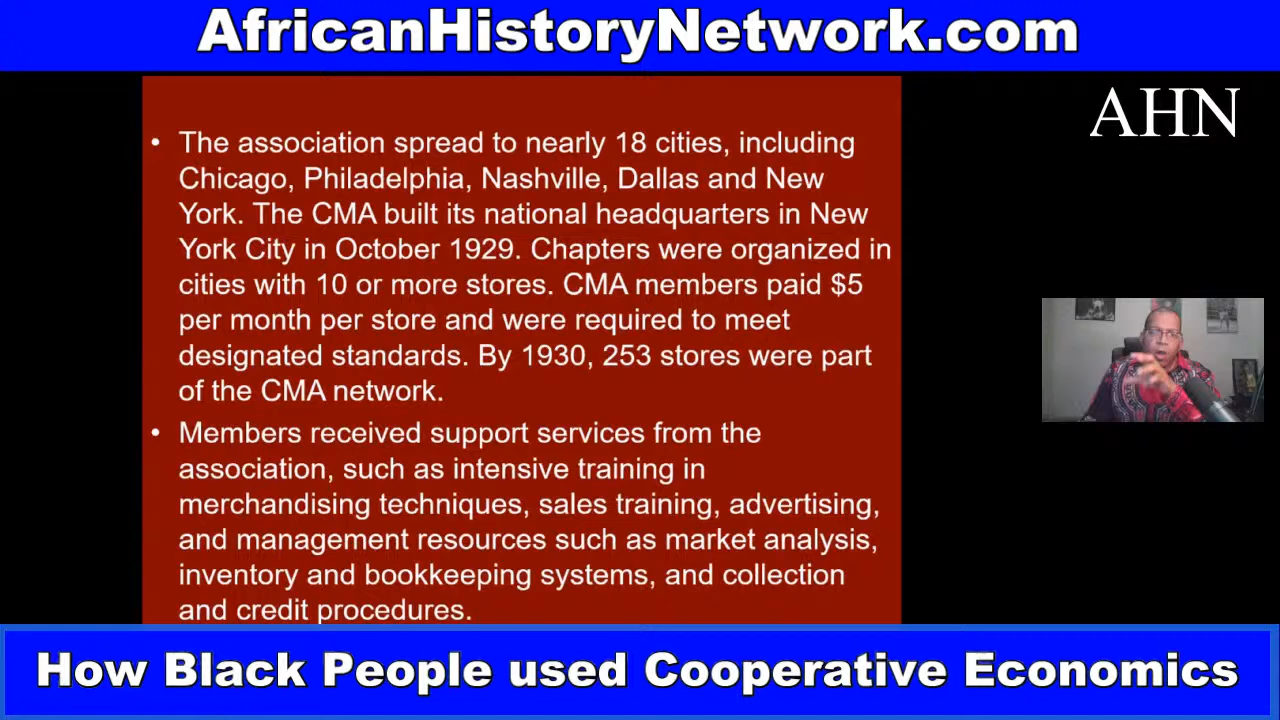 AfricanHistoryNetwork.com
AHN
• The association spread to nearly 18 cities, including
Chicago, Philadelphia, Nashville, Dallas and New
York. The CMA built its national headquarters in New
York City in October 1929. Chapters were organized in
cities with 10 or more stores. CMA members paid $5
per month per store and were required to meet
designated standards. By 1930, 253 stores were part
of the CMA network.
• Members received support services from the
association, such as intensive training in
merchandising techniques, sales training, advertising,
and management resources such as market analysis,
inventory and bookkeeping systems, and collection
and credit procedures.
How Black People used Cooperative Economics